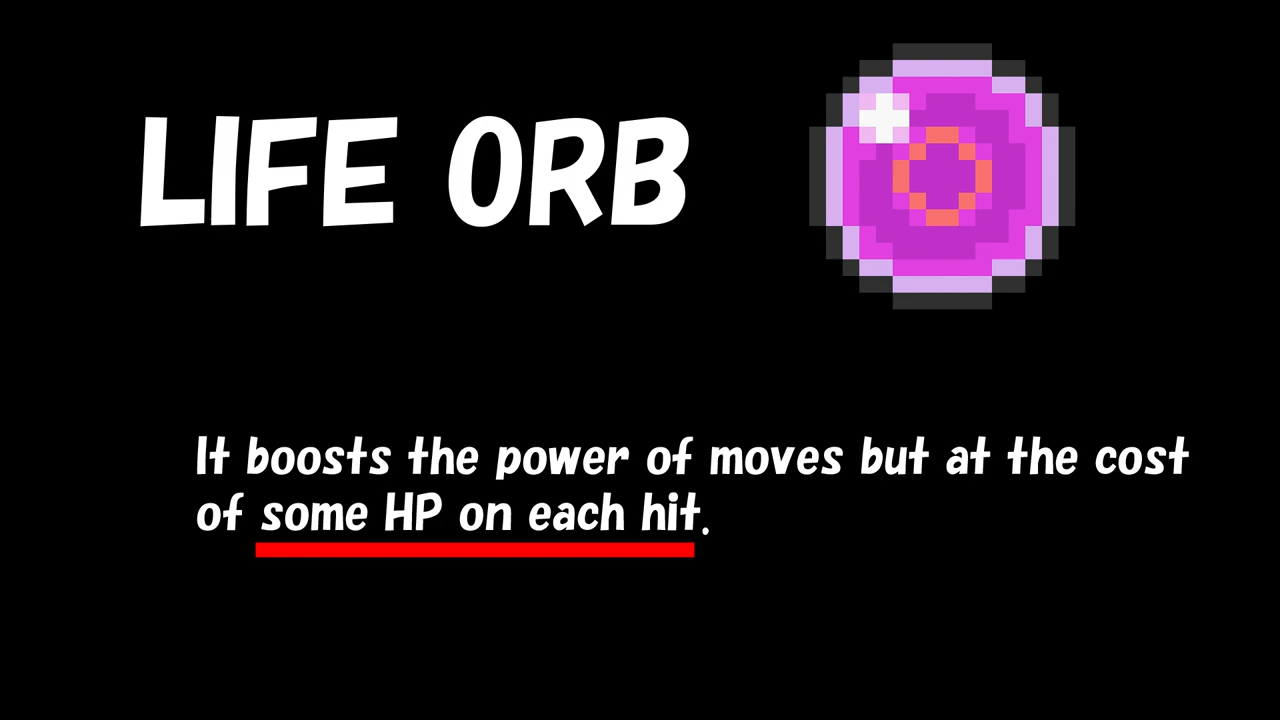 LIFE ORB
It boosts the power of moves but at the cost
of some HP on each hit.